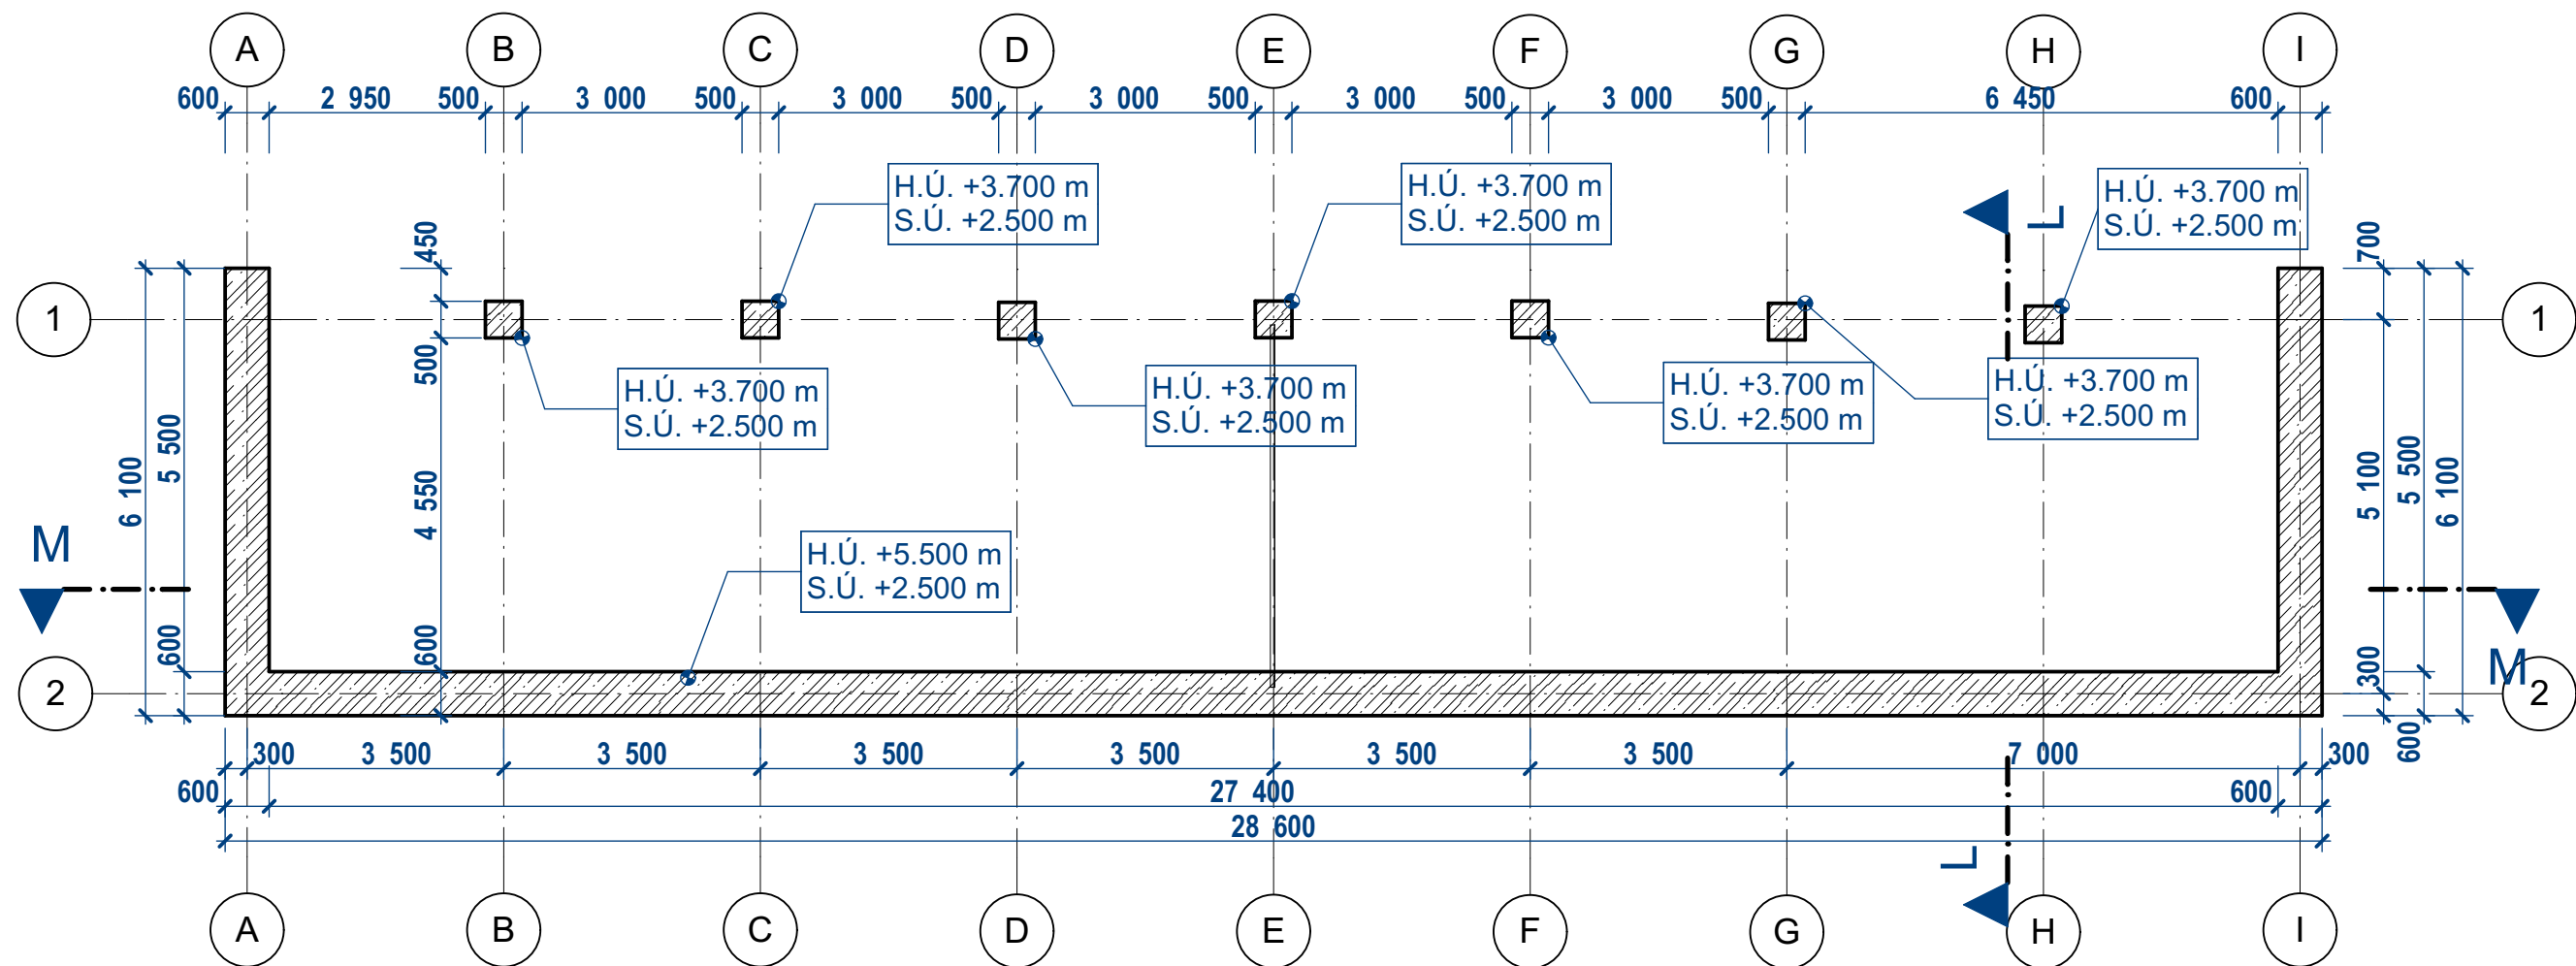 A B C D E F G H I
600 2 950 500 3 000 500 3 000 500 3 000 500 3 000 500 3 000 500 6 450 600
H.Ú. +3.700 m
S.Ú. +2.500 m
H.Ú. +3.700 m
S.Ú. +2.500 m
H.Ú. +3.700 m
S.Ú. +2.500 m
L
450
700
1
1
500
H.Ú. +3.700 m
S.Ú. +2.500 m
H.Ú. +3.700 m
S.Ú. +2.500 m
H.Ú. +3.700 m
S.Ú. +2.500 m
H.Ú. +3.700 m
S.Ú. +2.500 m
6 100
5 500
4 550
5 100
5 500
6 100
M
H.Ú. +5.500 m
S.Ú. +2.500 m
M
600
600
300
600
2
2
300 3 500 3 500 3 500 3 500 3 500 3 500 7 000 300
600 27 400 600
28 600
L
A B C D E F G H I